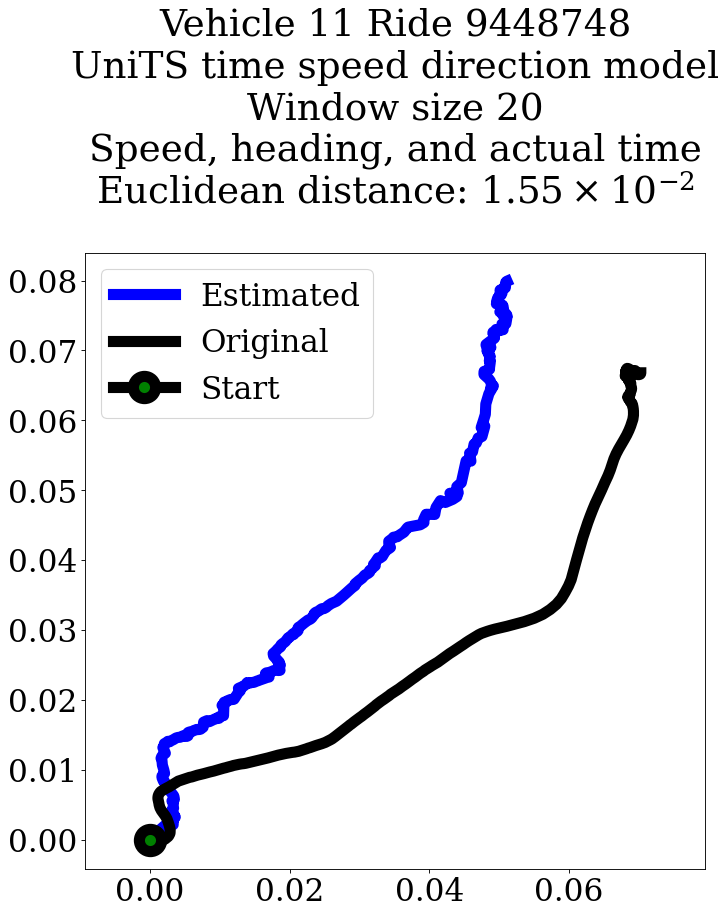 Vehicle 11 Ride 9448748
UniTS time speed direction model
Window size 20
Speed, heading, and actual time
Euclidean distance: 1.55 × 10⁻²
Estimated
Original
Start
0.08
0.07
0.06
0.05
0.04
0.03
0.02
0.01
0.00
0.00 0.02 0.04 0.06